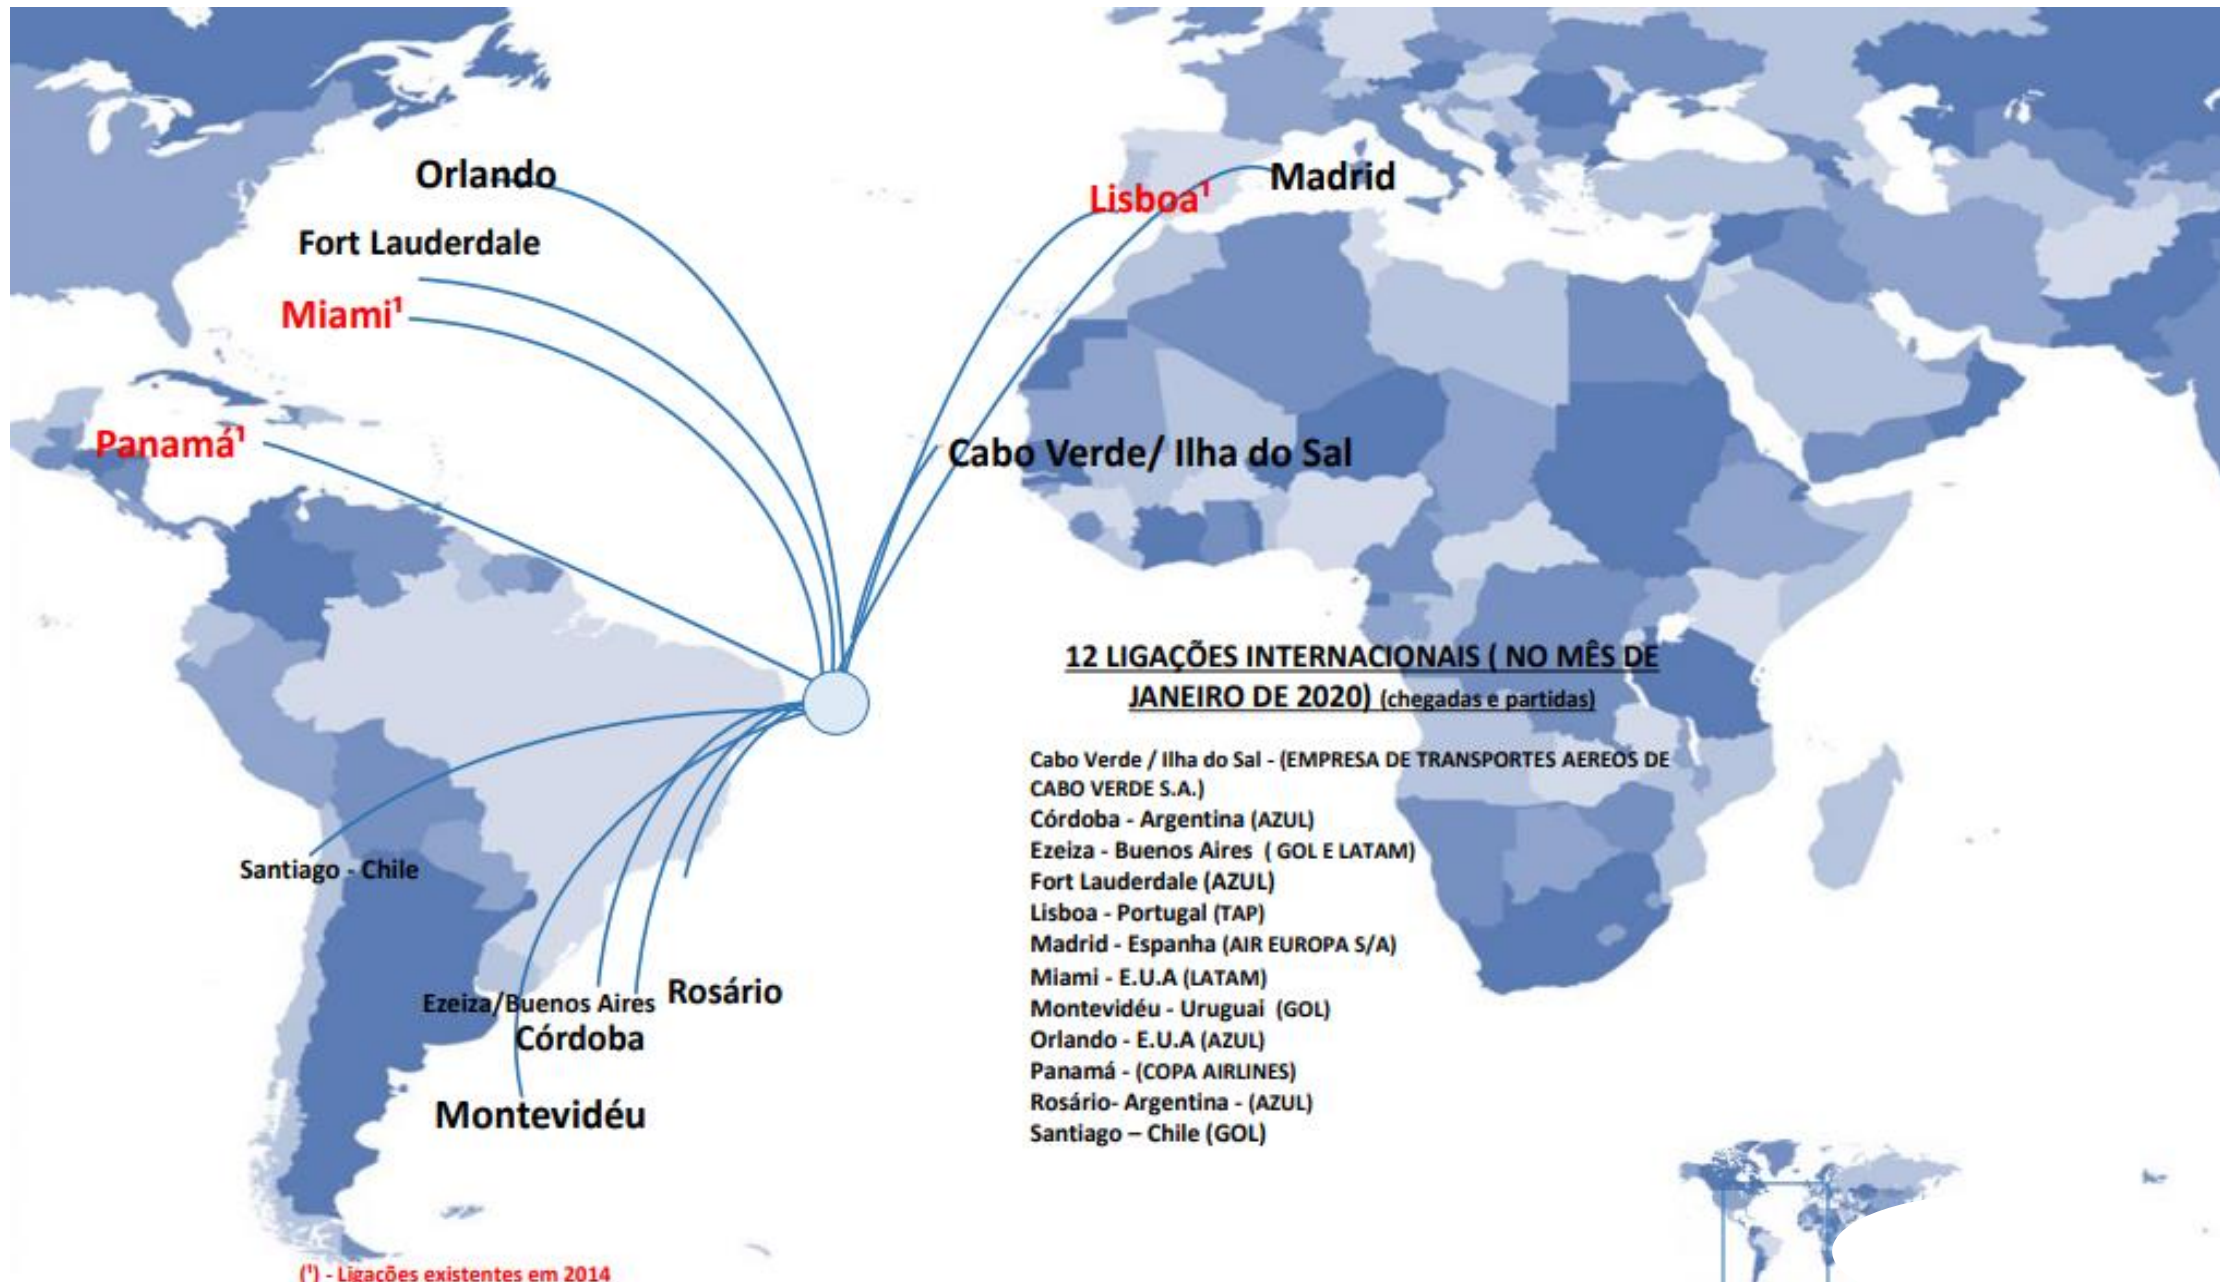 Orlando
Madrid
Lisboa¹
Fort Lauderdale
Miami¹
Panamá¹
Cabo Verde/ Ilha do Sal
12 LIGAÇÕES INTERNACIONAIS ( NO MÊS DE
JANEIRO DE 2020) (chegadas e partidas)
Cabo Verde / Ilha do Sal - (EMPRESA DE TRANSPORTES AEREOS DE
CABO VERDE S.A.)
Córdoba - Argentina (AZUL)
Ezeiza - Buenos Aires ( GOL E LATAM)
Fort Lauderdale (AZUL)
Lisboa - Portugal (TAP)
Madrid - Espanha (AIR EUROPA S/A)
Miami - E.U.A (LATAM)
Montevidéu - Uruguai (GOL)
Orlando - E.U.A (AZUL)
Panamá - (COPA AIRLINES)
Rosário- Argentina - (AZUL)
Santiago – Chile (GOL)
Santiago - Chile
Ezeiza/Buenos Aires
Rosário
Córdoba
Montevidéu
(¹) - Ligações existentes em 2014